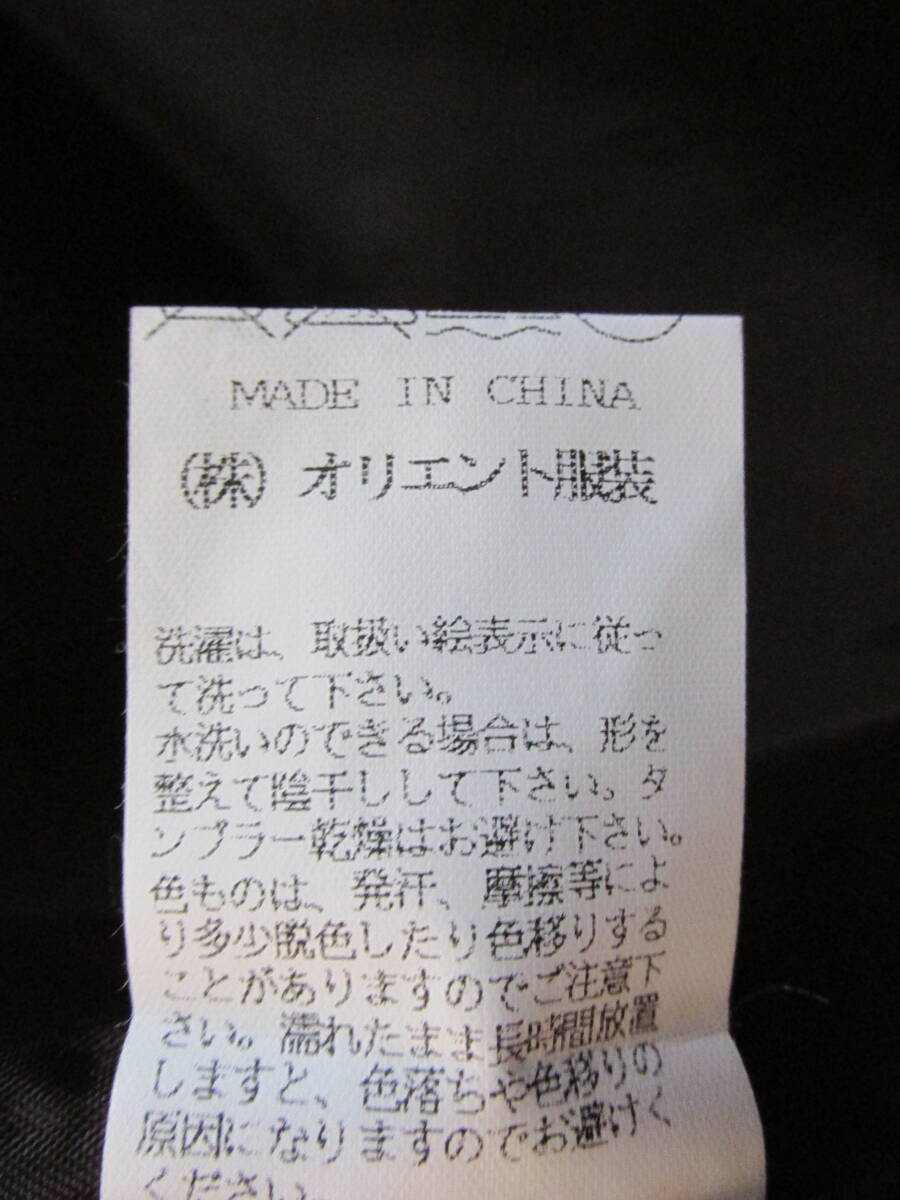 MADE IN CHINA
(株) オリエント服装
洗濯は、取扱い絵表示に従っ
て洗って下さい。
水洗いのできる場合は、形を
整えて陰干しして下さい。タ
ンブラー乾燥はお避け下さい。
色ものは、発汗、摩擦等によ
り多少脱色したり色移りする
ことがありますのでご注意下
さい。濡れたまま長時間放置
しますと、色落ちや色移りの
原因になりますのでお避けく
ください。